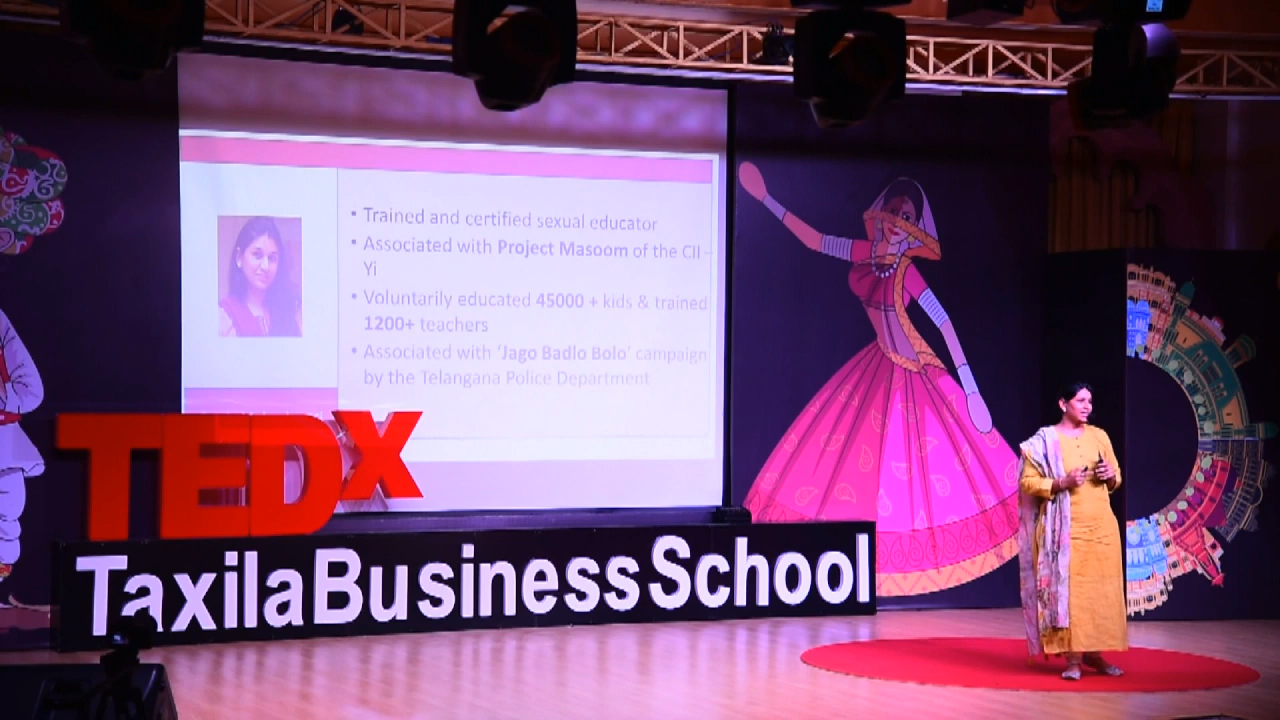 • Trained and certified sexual educator
• Associated with Project Masoom of the CII –
Yi
• Voluntarily educated 45000 + kids & trained
1200+ teachers
• Associated with ‘Jago Badlo Bolo’ campaign
by the Telangana Police Department
TEDx
TaxilaBusinessSchool